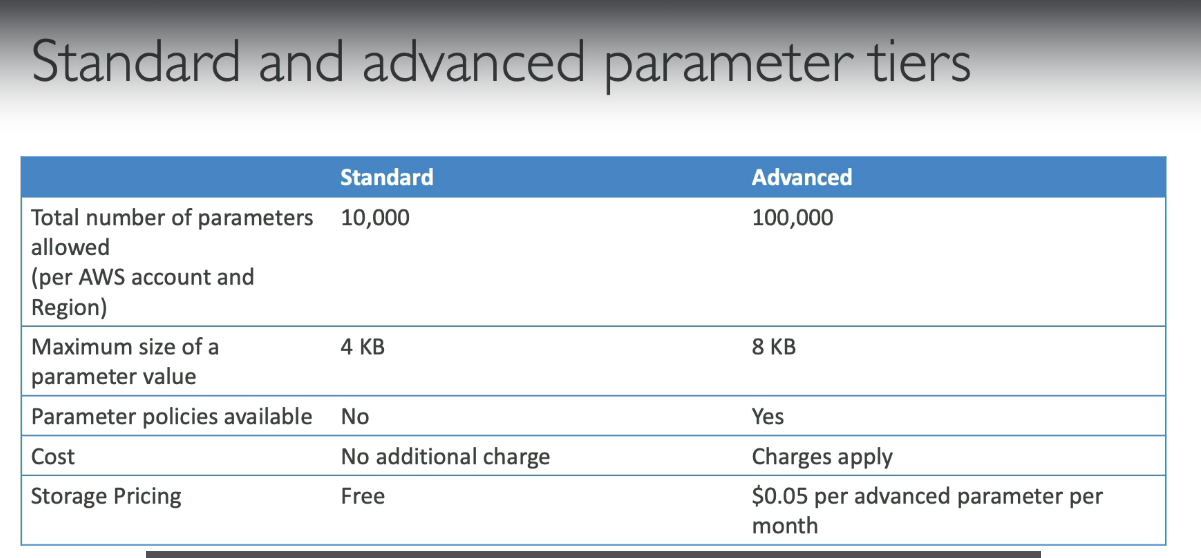 Standard and advanced parameter tiers
Standard Advanced
Total number of parameters 10,000 100,000
allowed
(per AWS account and
Region)
Maximum size of a 4 KB 8 KB
parameter value
Parameter policies available No Yes
Cost No additional charge Charges apply
Storage Pricing Free $0.05 per advanced parameter per
month